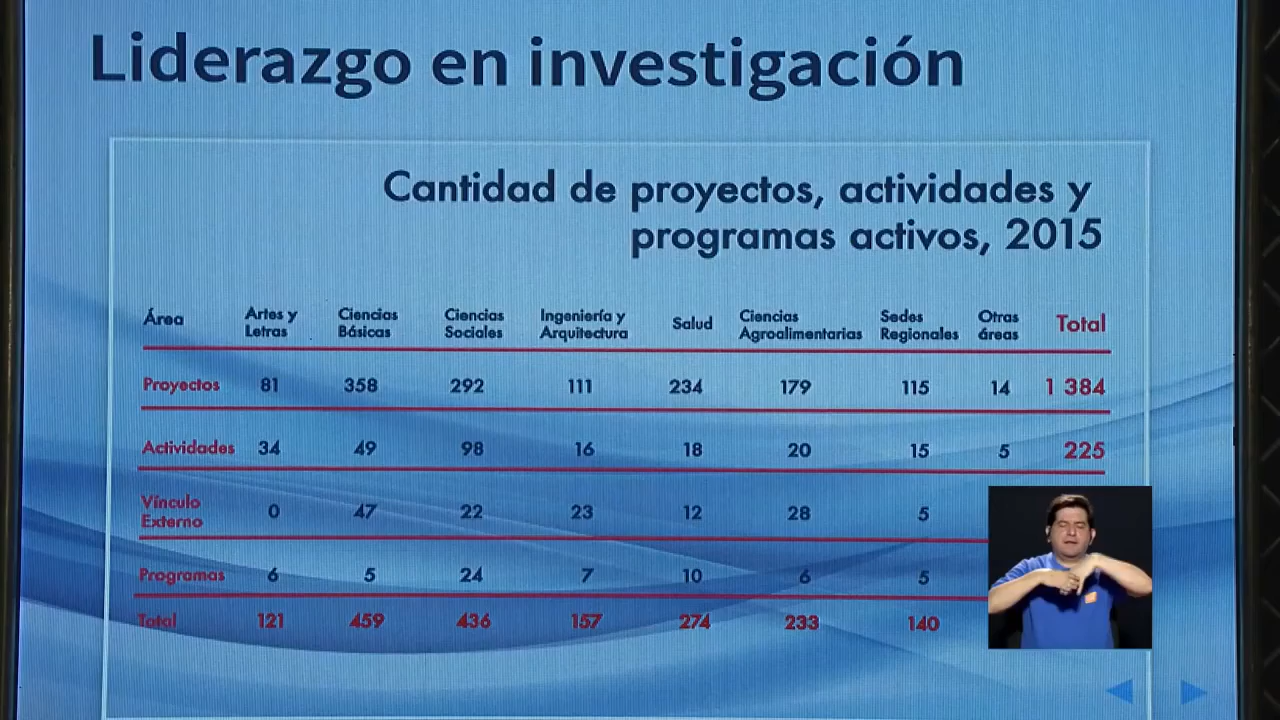 Liderazgo en investigación
Cantidad de proyectos, actividades y
programas activos, 2015
Área Artes y Letras Ciencias Básicas Ciencias Sociales Ingeniería y Arquitectura Salud Ciencias Agroalimentarias Sedes Regionales Otras áreas Total
Proyectos 81 358 292 111 234 179 115 14 1 384
Actividades 34 49 98 16 18 20 15 5 225
Vínculo Externo 0 47 22 23 12 28 5
Programas 6 5 24 7 10 6 5
Total 121 459 436 157 274 233 140